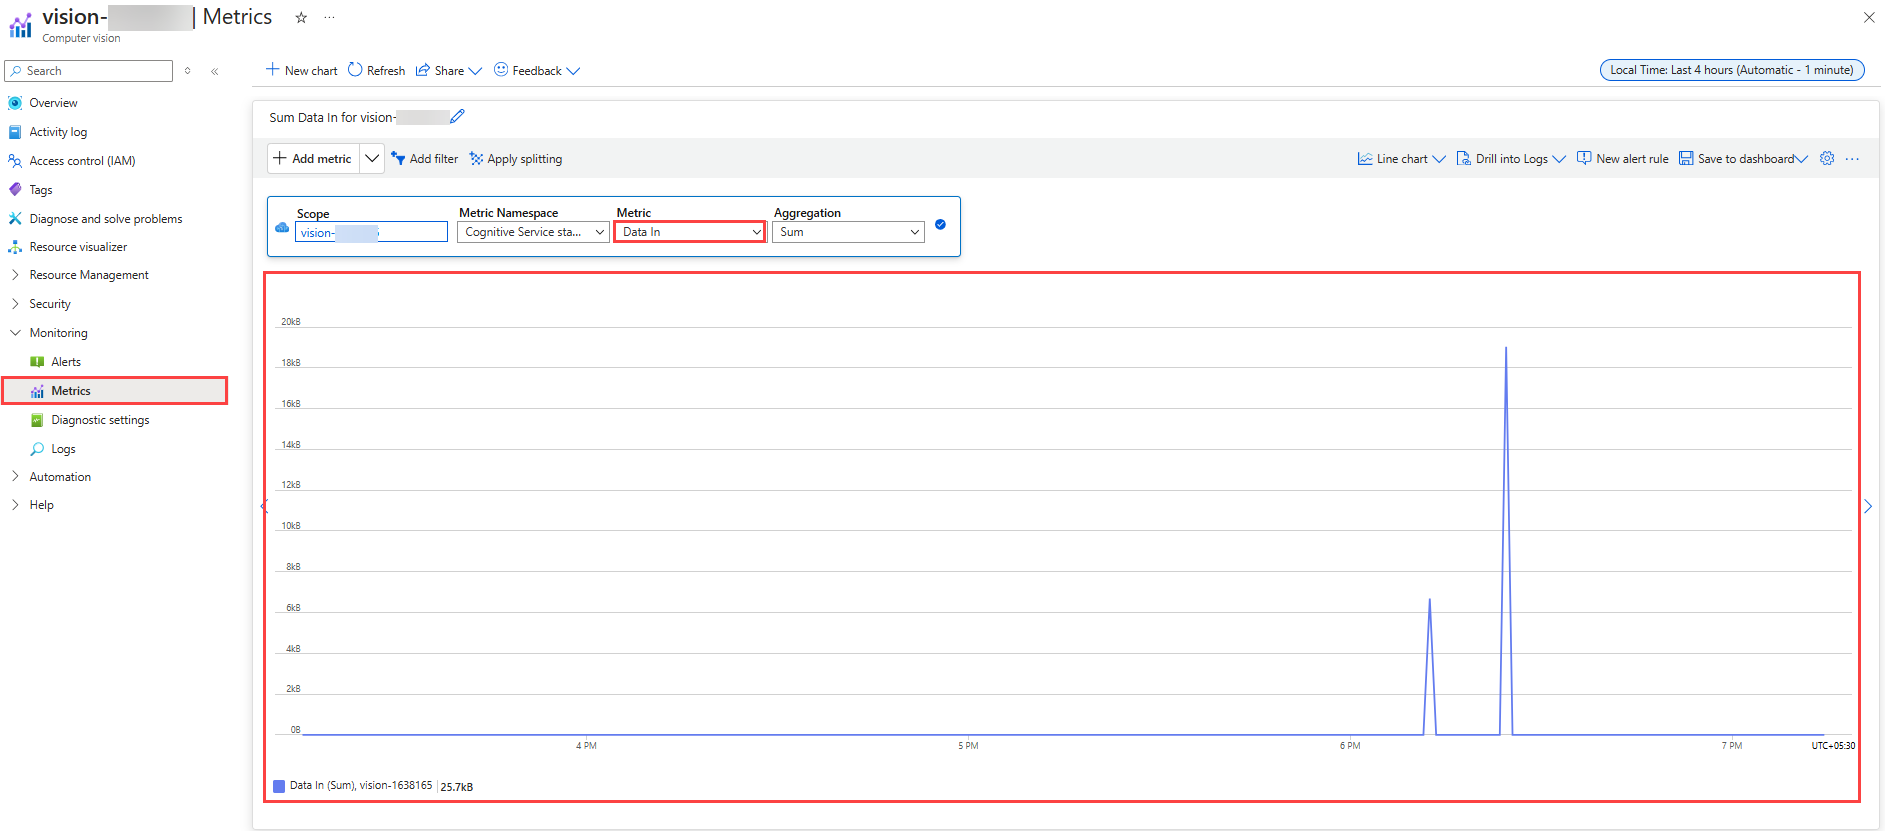 vision- | Metrics
Computer vision
Search
Overview
Activity log
Access control (IAM)
Tags
Diagnose and solve problems
Resource visualizer
Resource Management
Security
Monitoring
Alerts
Metrics
Diagnostic settings
Logs
Automation
Help
New chart Refresh Share Feedback
Local Time: Last 4 hours (Automatic - 1 minute)
Sum Data In for vision-
Add metric Add filter Apply splitting
Line chart Drill into Logs New alert rule Save to dashboard
Scope Metric Namespace Metric Aggregation
vision- Cognitive Service sta... Data In Sum
20kB
18kB
16kB
14kB
12kB
10kB
8kB
6kB
4kB
2kB
0B
4 PM 5 PM 6 PM 7 PM UTC+05:30
Data In (Sum), vision-1638165 | 25.7kB